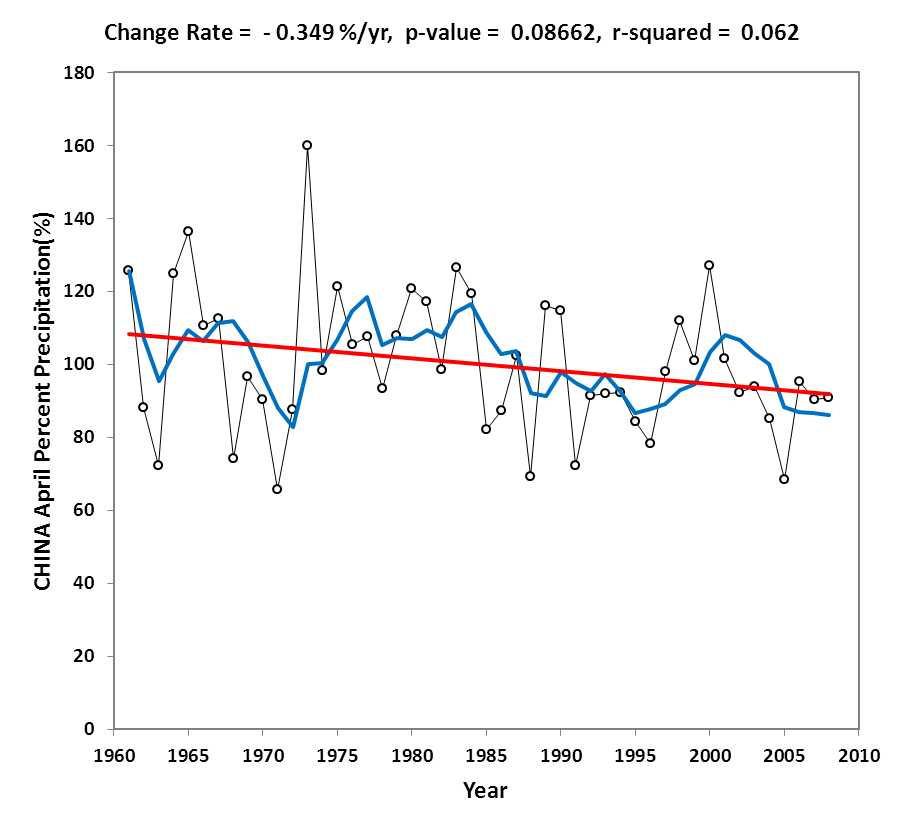 Change Rate = - 0.349 %/yr, p-value = 0.08662, r-squared = 0.062
180
160
140
120
100
80
60
40
20
0
CHINA April Percent Precipitation(%)
1960 1965 1970 1975 1980 1985 1990 1995 2000 2005 2010
Year